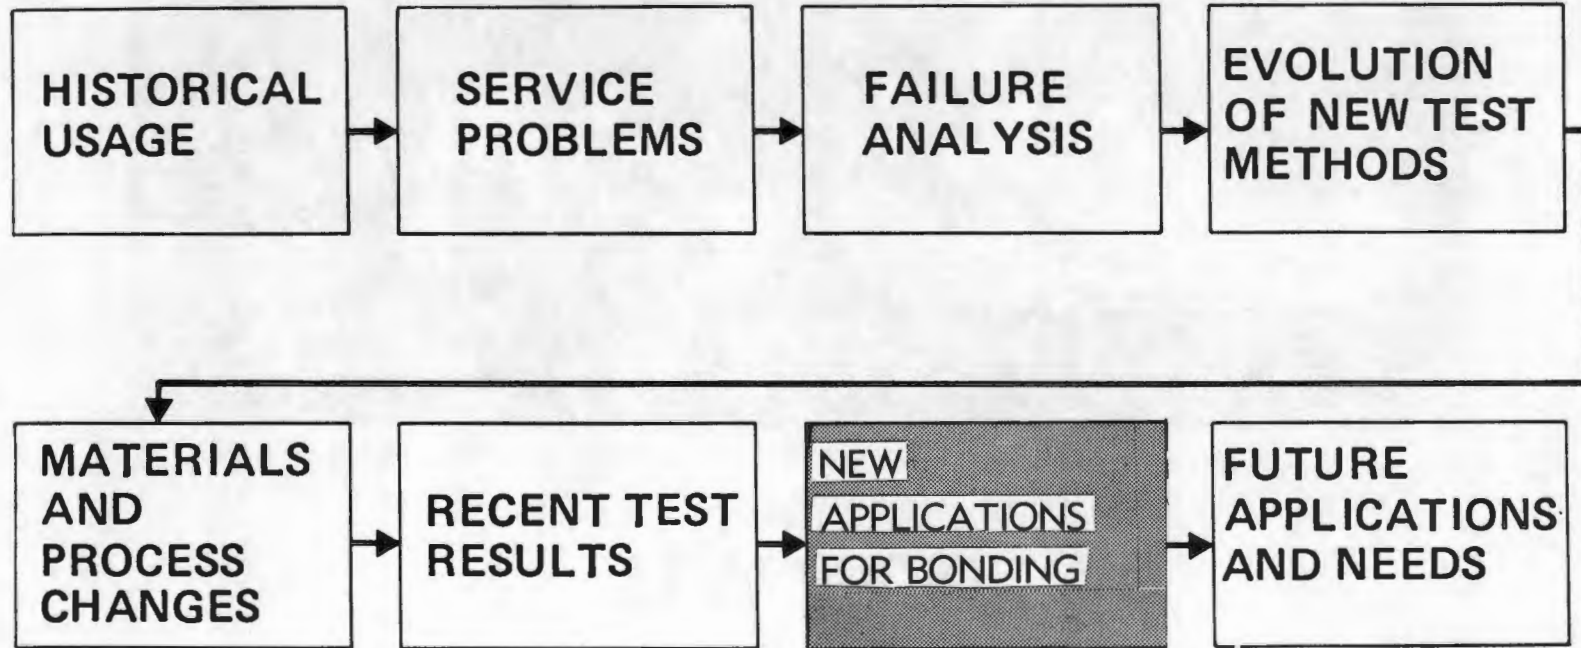 HISTORICAL
USAGE
SERVICE
PROBLEMS
FAILURE
ANALYSIS
EVOLUTION
OF NEW TEST
METHODS
MATERIALS
AND
PROCESS
CHANGES
RECENT TEST
RESULTS
NEW
APPLICATIONS
FOR BONDING
FUTURE
APPLICATIONS
AND NEEDS